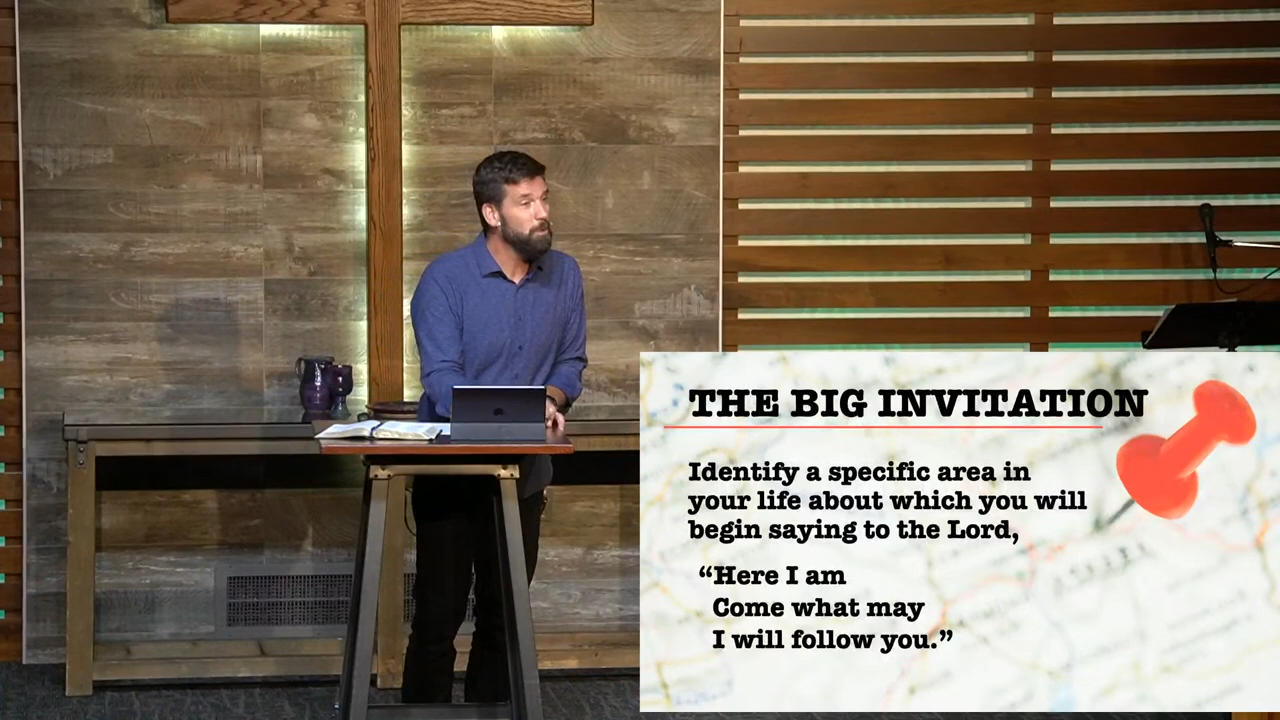 THE BIG INVITATION
Identify a specific area in
your life about which you will
begin saying to the Lord,
“Here I am
Come what may
I will follow you.”